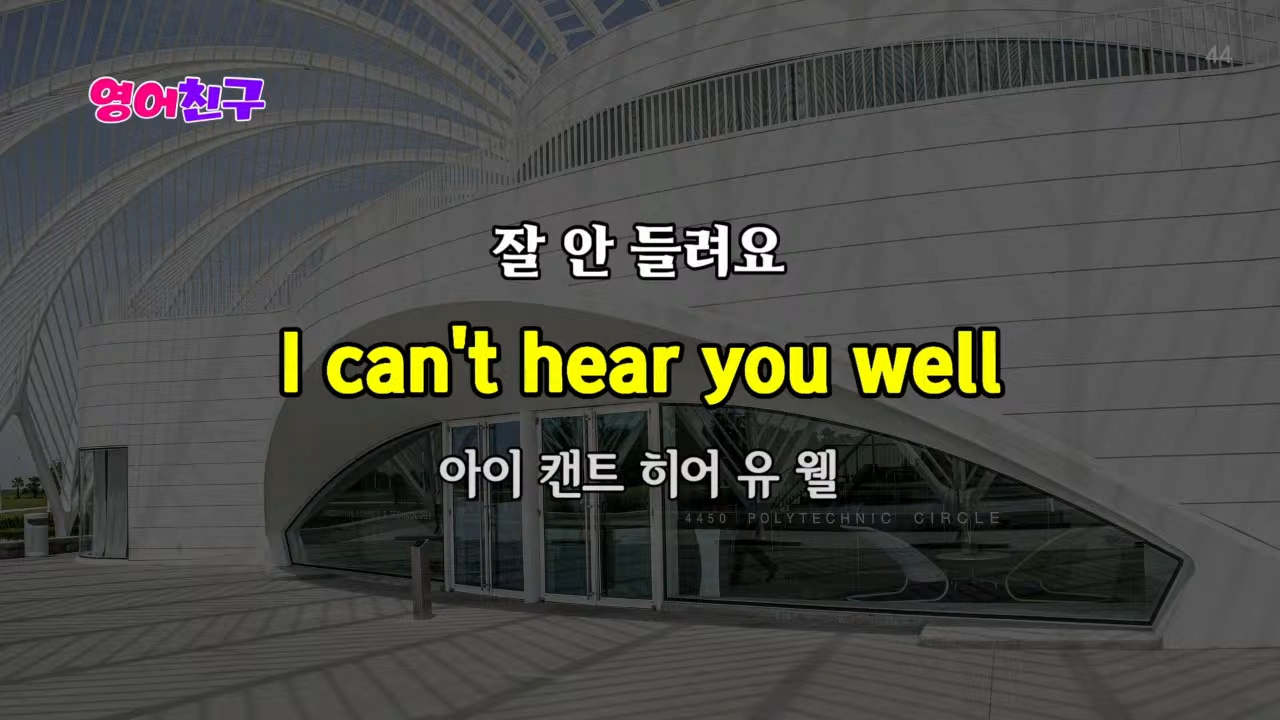 44
영어친구
잘 안 들려요
I can't hear you well
아이 캔트 히어 유 웰
4450 POLYTECHNIC CIRCLE